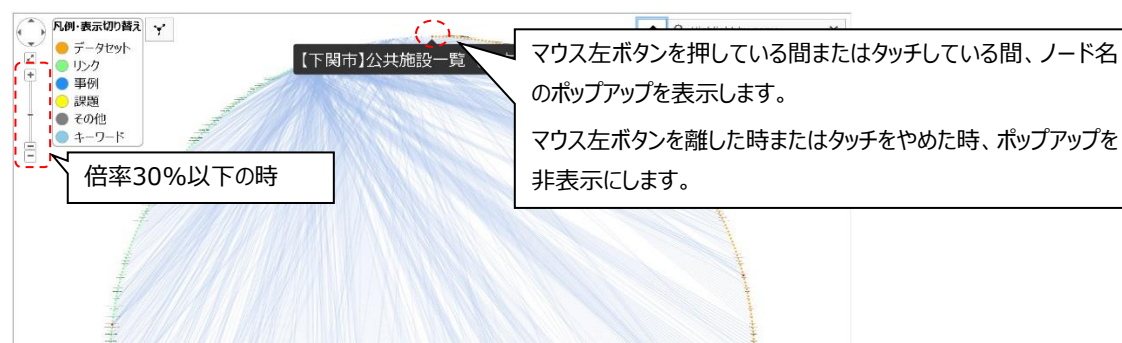 凡例・表示切り替え
データセット
リンク
事例
課題
その他
キーワード
【下関市】公共施設一覧
マウス左ボタンを押している間またはタッチしている間、ノード名
のポップアップを表示します。
マウス左ボタンを離した時またはタッチをやめた時、ポップアップを
非表示にします。
倍率30%以下の時